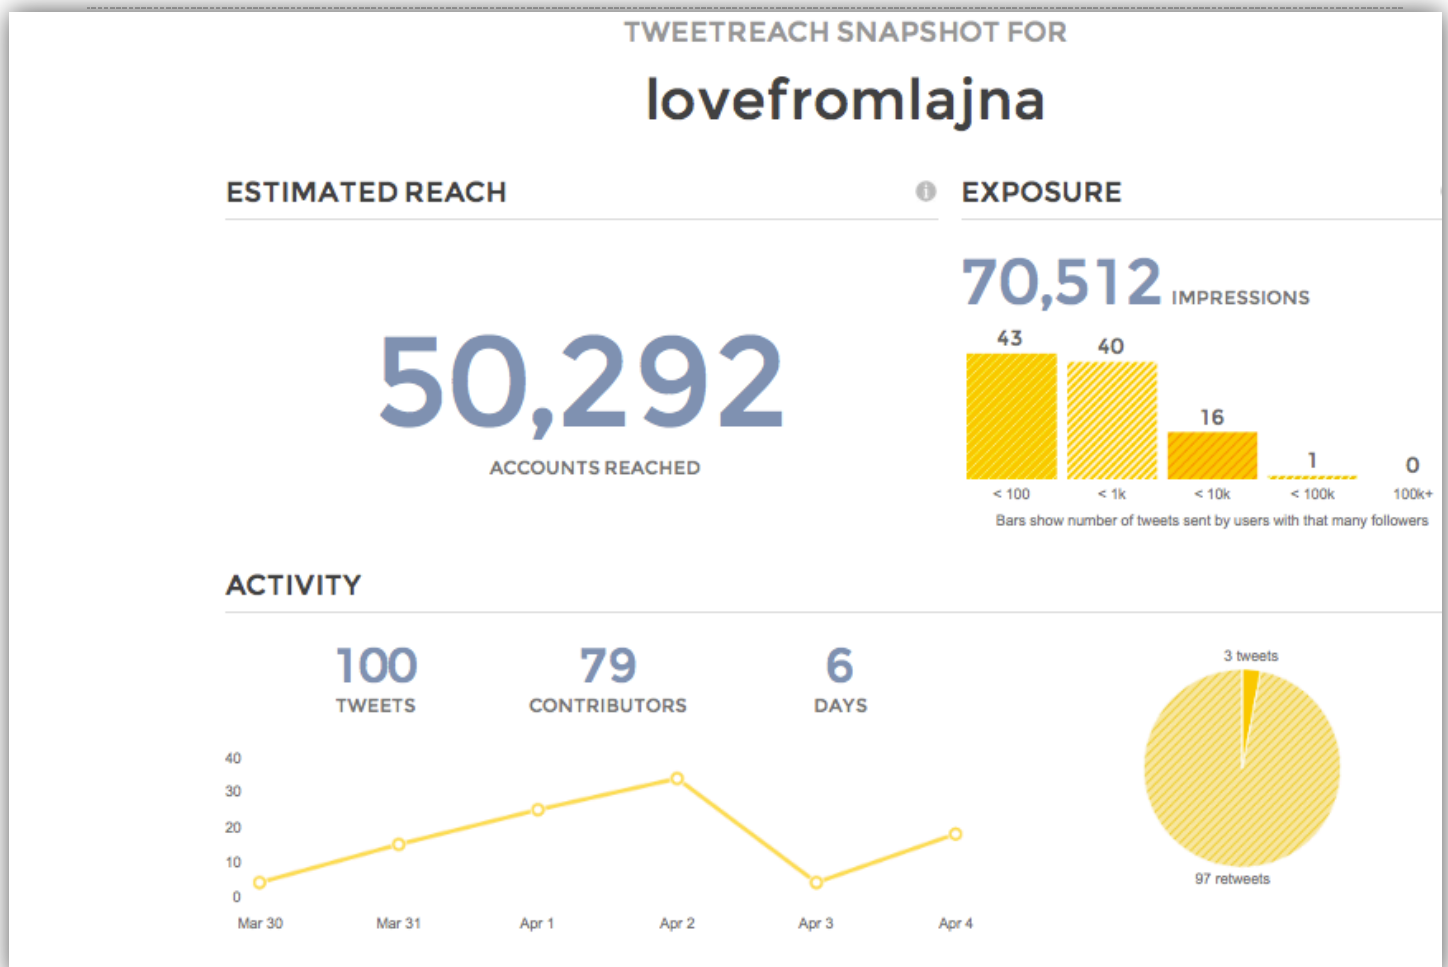 TWEETREACH SNAPSHOT FOR
lovefromlajna
ESTIMATED REACH
50,292
ACCOUNTS REACHED
EXPOSURE
70,512 IMPRESSIONS
43 40 16 1 0
< 100 < 1k < 10k < 100k 100k+
Bars show number of tweets sent by users with that many followers
ACTIVITY
100 79 6
TWEETS CONTRIBUTORS DAYS
40
30
20
10
0
Mar 30 Mar 31 Apr 1 Apr 2 Apr 3 Apr 4
3 tweets
97 retweets